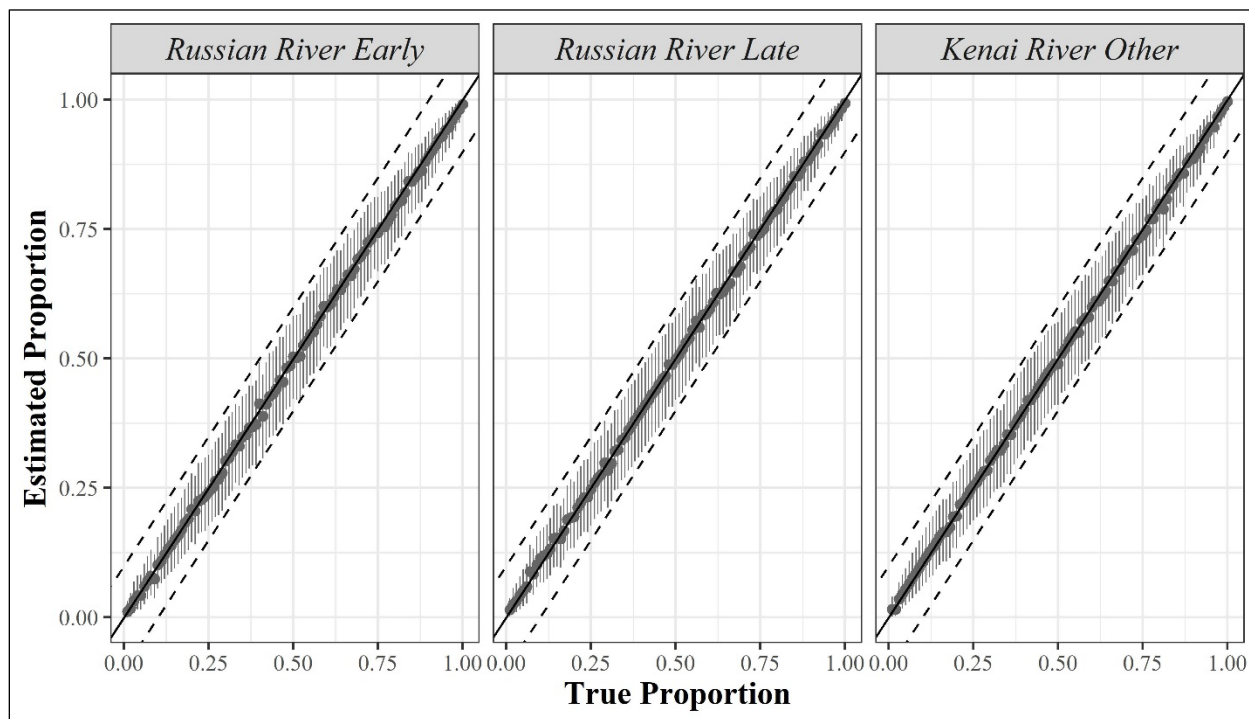 Russian River Early Russian River Late Kenai River Other
1.00
0.75
0.50
0.25
0.00
Estimated Proportion
0.00 0.25 0.50 0.75 1.00 0.00 0.25 0.50 0.75 1.00 0.00 0.25 0.50 0.75 1.00
True Proportion